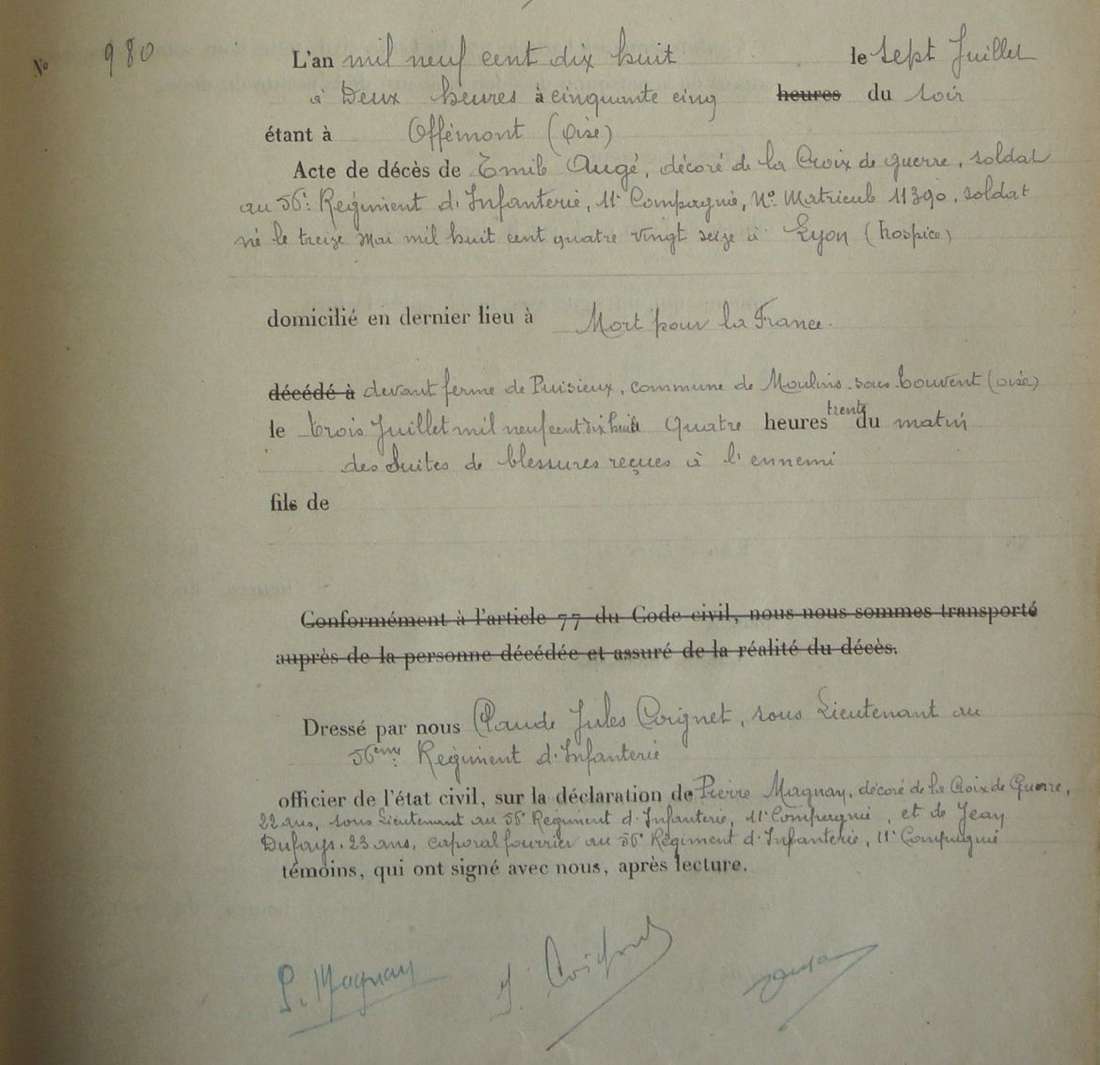 No 980
L'an mil neuf cent dix huit le sept Juillet
à Deux heures à cinquante cinq heures du soir
étant à Offémont (Oise)
Acte de décès de Emile Augé, décoré de la Croix de guerre, soldat
au 56e Régiment d'Infanterie, 11e Compagnie, No Matricule 11390, soldat
né le treize Mai mil huit cent quatre vingt seize à Lyon (hospice)
domicilié en dernier lieu à Mort pour la France.
décédé à devant ferme de Puisieux, commune de Moulins-sous-Touvent (Oise)
le trois Juillet mil neuf cent dix huit Quatre heures trente du matin
des suites de blessures reçues à l'ennemi
fils de
Conformément à l'article 77 du Code civil, nous nous sommes transporté
auprès de la personne décédée et assuré de la réalité du décès.
Dressé par nous Claude Jules Coignet, sous Lieutenant au
56ème Régiment d'Infanterie
officier de l'état civil, sur la déclaration de Pierre Magnay, décoré de la Croix de Guerre,
22 ans, sous Lieutenant au 56e Régiment d'Infanterie, 11e Compagnie, et de Jean
Dufays, 23 ans, caporal fourrier au 56e Régiment d'Infanterie, 11e Compagnie
témoins, qui ont signé avec nous, après lecture.
P. Magnay J. Coignet